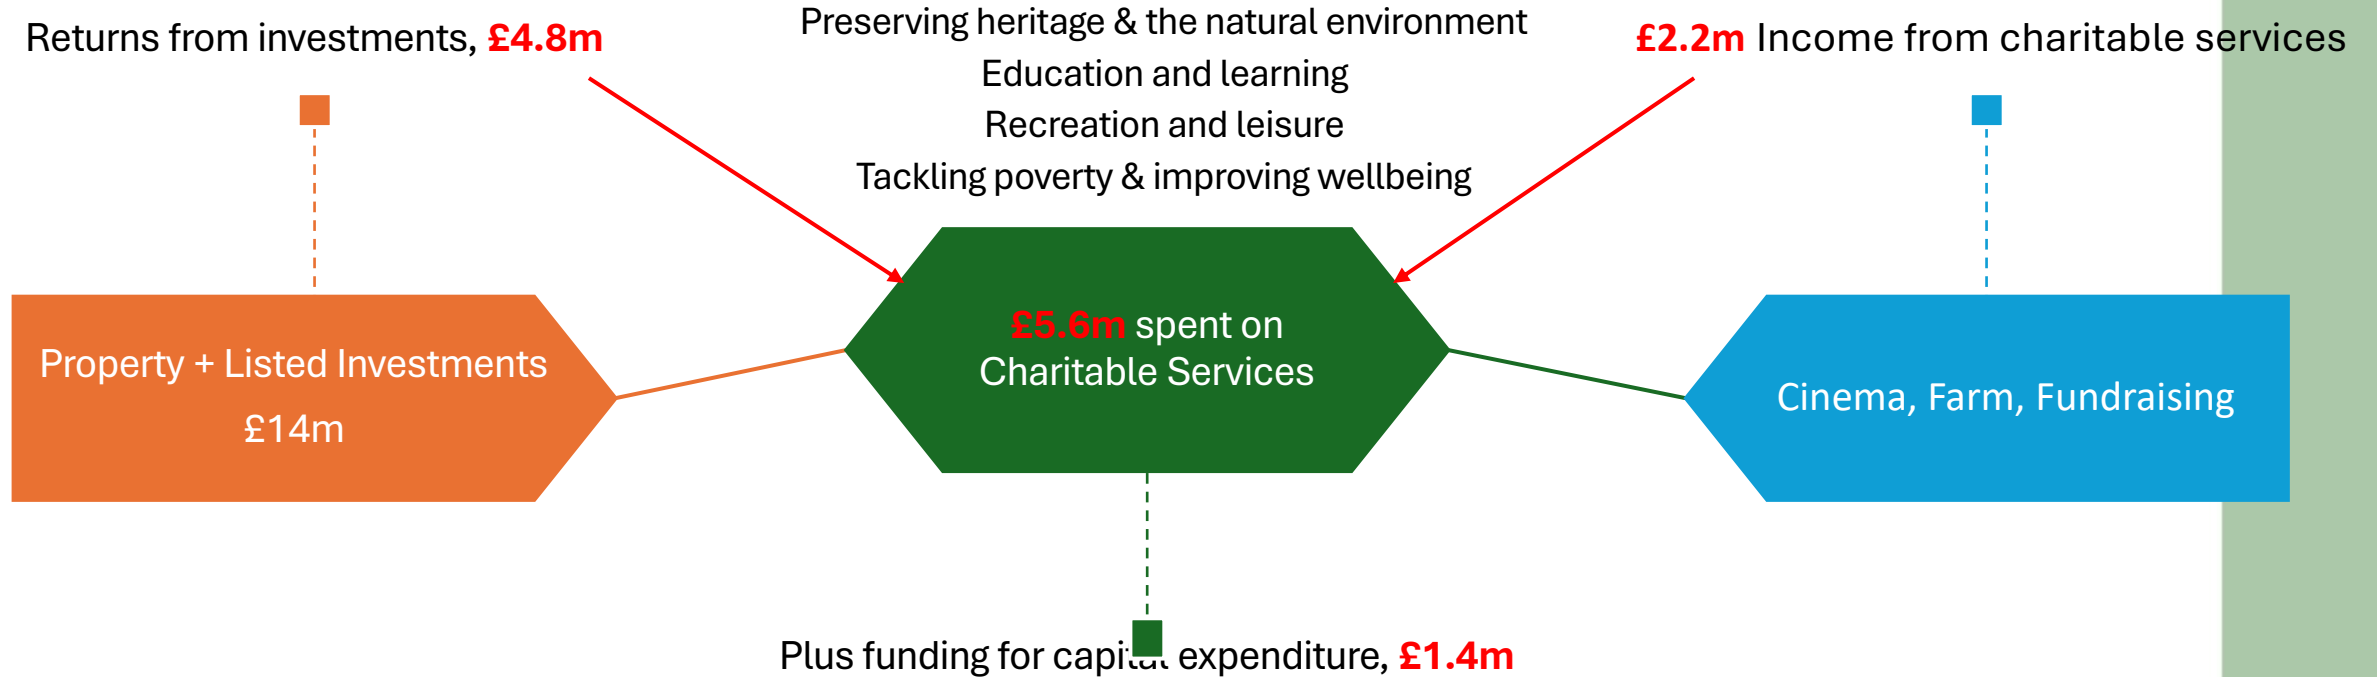 Returns from investments, £4.8m
Preserving heritage & the natural environment
Education and learning
Recreation and leisure
Tackling poverty & improving wellbeing
£2.2m Income from charitable services
Property + Listed Investments
£14m
£5.6m spent on
Charitable Services
Cinema, Farm, Fundraising
Plus funding for capital expenditure, £1.4m